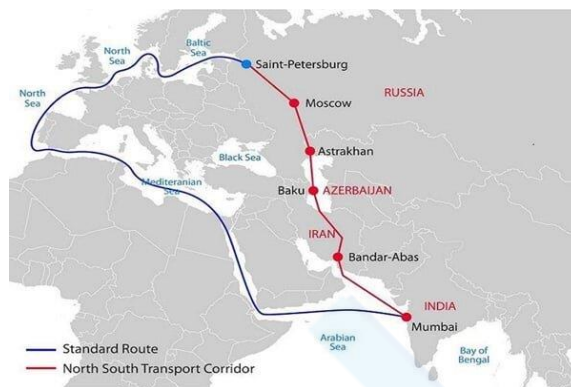 North
Sea
Baltic
Sea
Saint-Petersburg
North
Sea
Moscow
RUSSIA
Astrakhan
Black Sea
Mediteranian
Sea
Baku
AZERBAIJAN
IRAN
Bandar-Abas
INDIA
Mumbai
Arabian
Sea
Bay of
Bengal
Standard Route
North South Transport Corridor